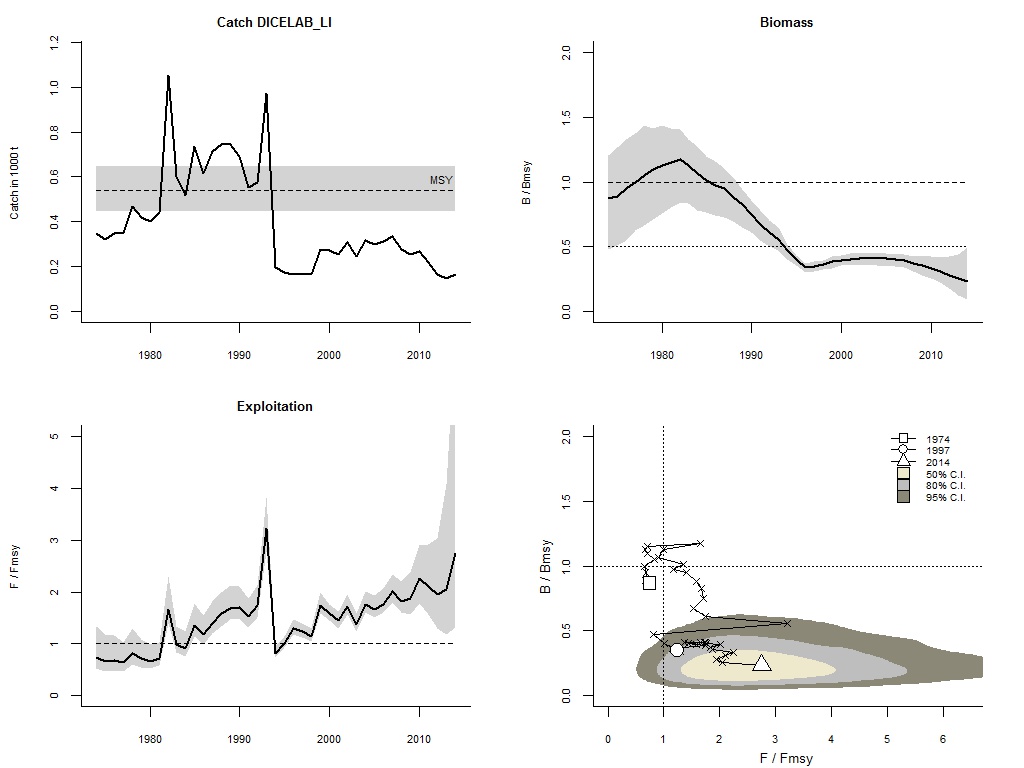 Catch DICELAB_LI
Catch in 1000 t
0.0 0.2 0.4 0.6 0.8 1.0 1.2
MSY
1980 1990 2000 2010
Biomass
B / Bmsy
0.0 0.5 1.0 1.5 2.0
1980 1990 2000 2010
Exploitation
F / Fmsy
0 1 2 3 4 5
1980 1990 2000 2010
B / Bmsy
0.0 0.5 1.0 1.5 2.0
1974
1997
2014
50% C.I.
80% C.I.
95% C.I.
0 1 2 3 4 5 6
F / Fmsy